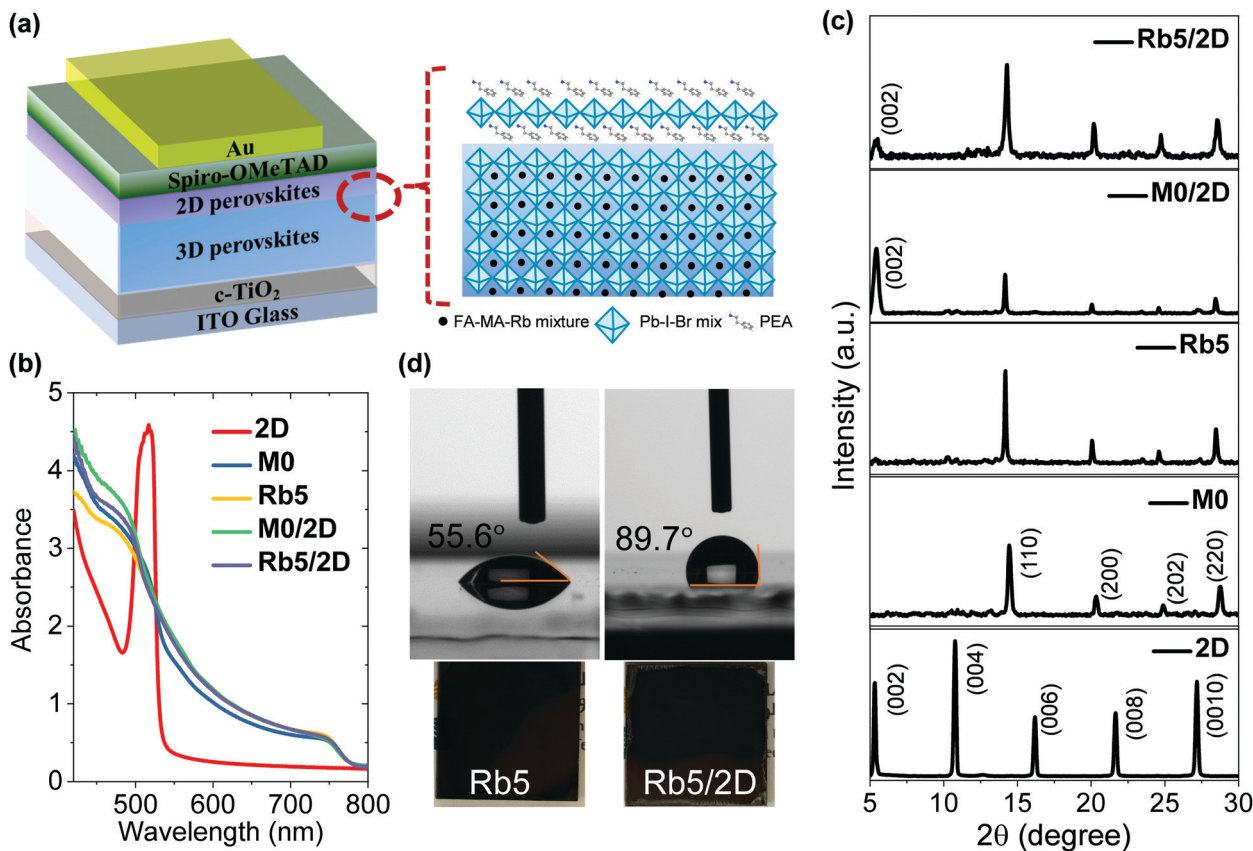 (a)
Au
Spiro-OMeTAD
2D perovskites
3D perovskites
c-TiO₂
ITO Glass
FA-MA-Rb mixture
Pb-I-Br mix
PEA
(b)
5
4
3
2
1
0
Absorbance
2D
M0
Rb5
M0/2D
Rb5/2D
500
600
700
800
Wavelength (nm)
(d)
55.6°
89.7°
Rb5
Rb5/2D
(c)
Intensity (a.u.)
Rb5/2D
(002)
M0/2D
(002)
Rb5
M0
(110)
(200)
(202)
(220)
2D
(002)
(004)
(006)
(008)
(0010)
5
10
15
20
25
30
2θ (degree)